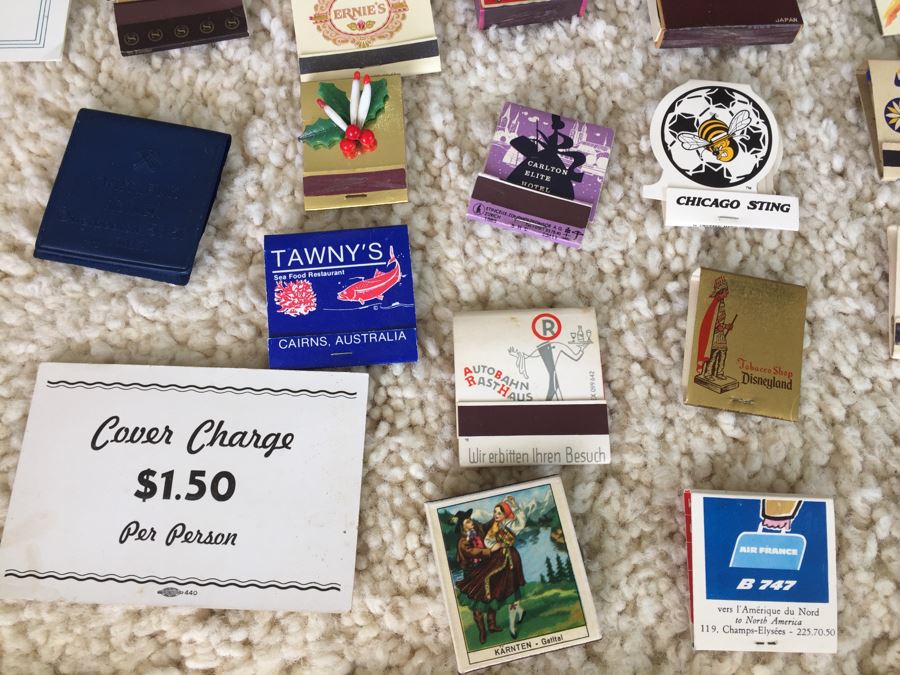 ERNIE'S
JAPAN
CARLTON
ELITE
HOTEL
CHICAGO STING
TM
TAWNY'S
Sea Food Restaurant
CAIRNS, AUSTRALIA
R
AUTOBAHN
RASTHAUS
Wir erbitten Ihren Besuch
Tobacco Shop
Disneyland
Cover Charge
$1.50
Per Person
440
KÄRNTEN - Gailtal
AIR FRANCE
B 747
vers l'Amérique du Nord
to North America
119, Champs-Elysées - 225.70.50